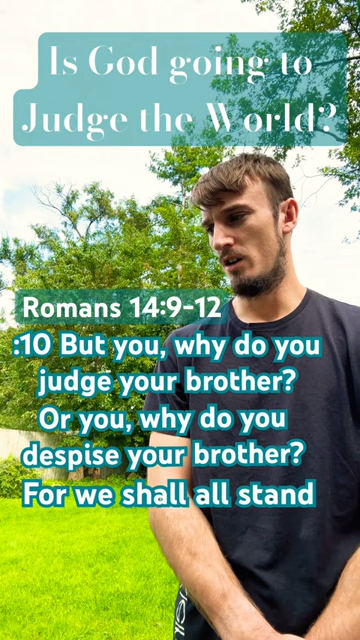 Is God going to
Judge the World?
Romans 14:9-12
:10 But you, why do you
judge your brother?
Or you, why do you
despise your brother?
For we shall all stand